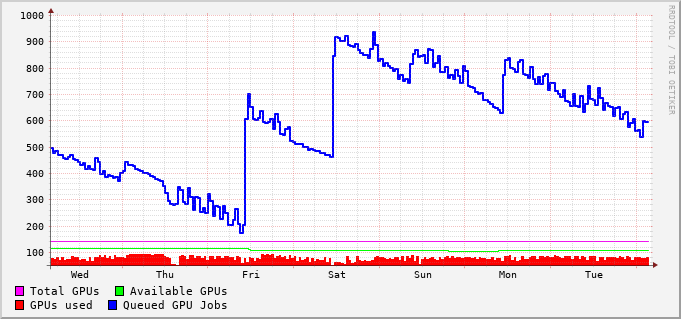 1000
900
800
700
600
500
400
300
200
100
Wed Thu Fri Sat Sun Mon Tue
Total GPUs Available GPUs
GPUs used Queued GPU Jobs
RRDTOOL / TOBI OETIKER